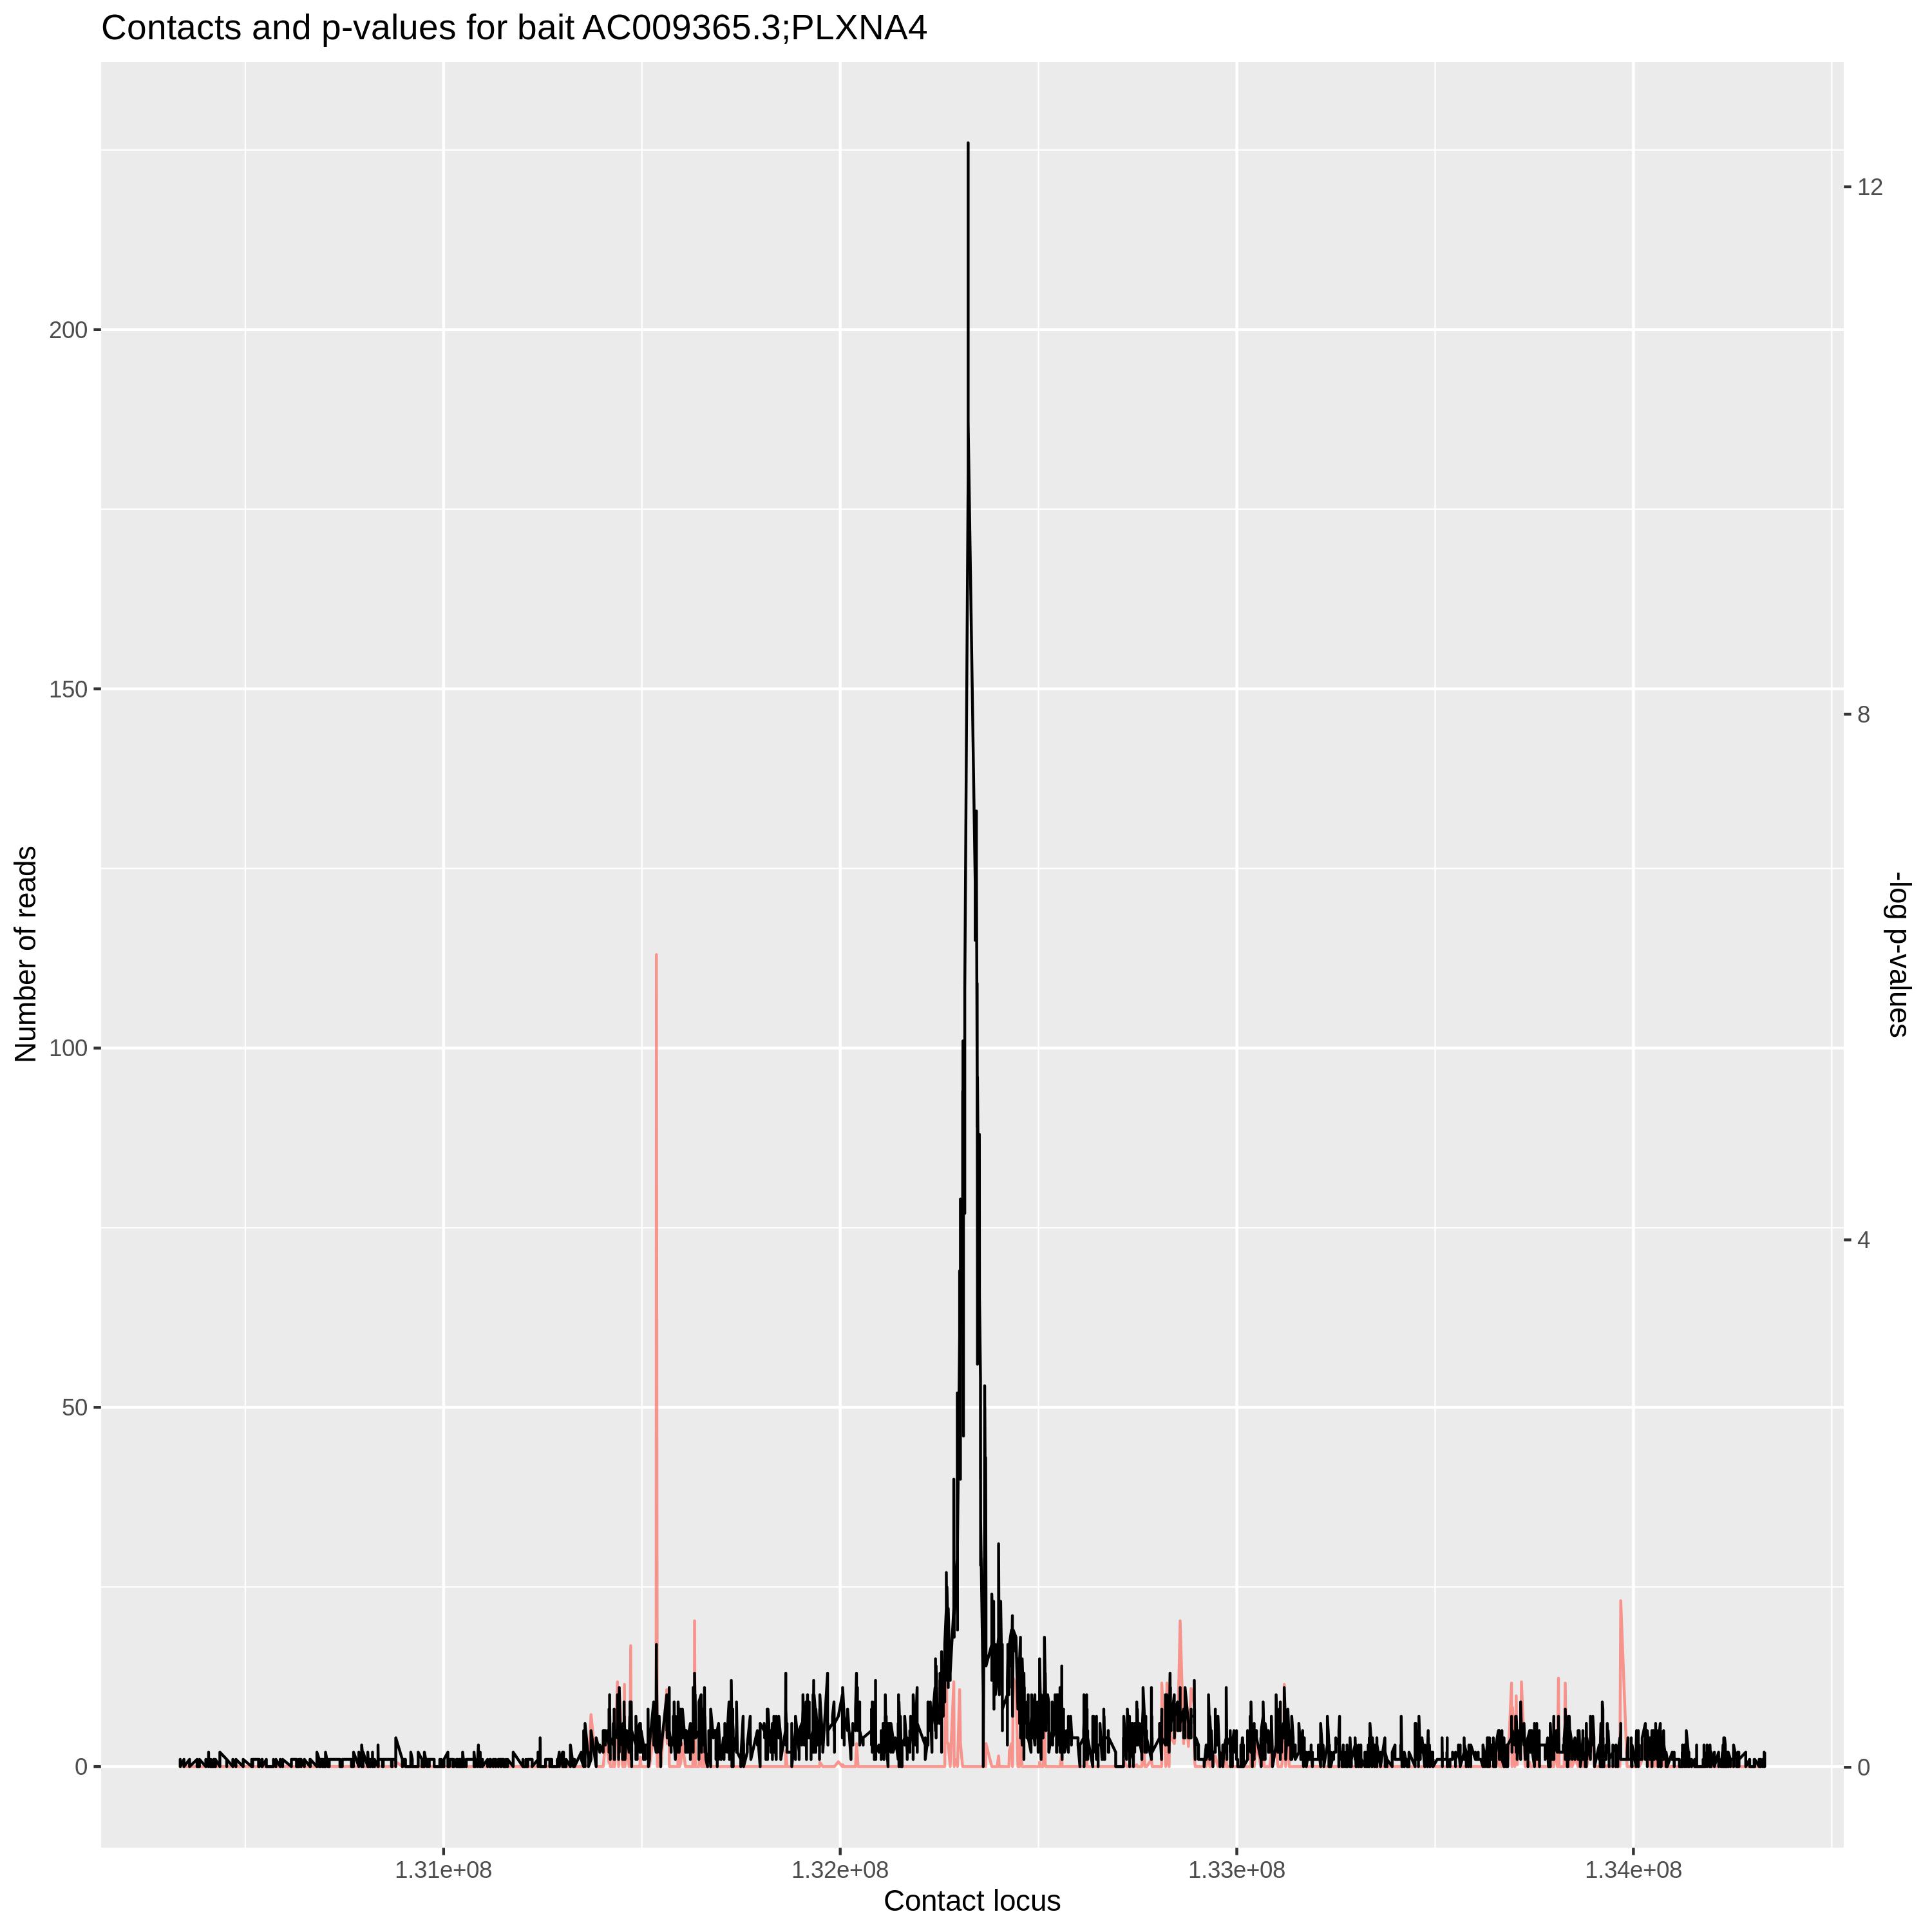 Contacts and p-values for bait AC009365.3;PLXNA4
200
150
100
50
0
Number of reads
12
8
4
0
-log p-values
1.31e+08
1.32e+08
1.33e+08
1.34e+08
Contact locus